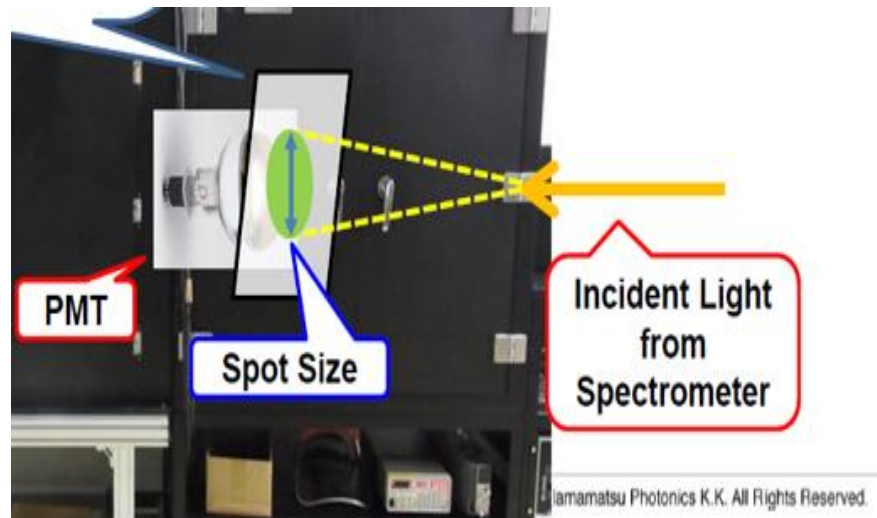 PMT
Spot Size
Incident Light
from
Spectrometer
amamatsu Photonics K.K. All Rights Reserved.